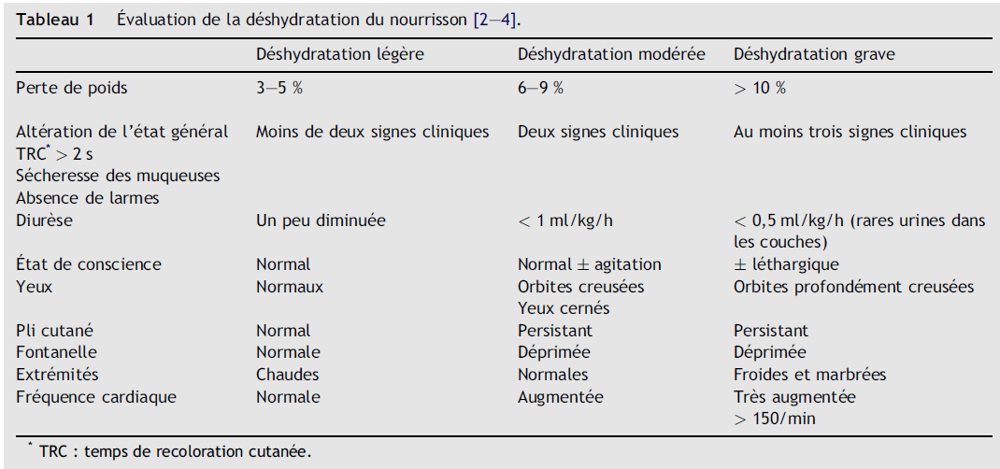 Tableau 1 Évaluation de la déshydratation du nourrisson [2—4].
Déshydratation légère Déshydratation modérée Déshydratation grave
Perte de poids 3—5 % 6—9 % > 10 %
Altération de l'état général Moins de deux signes cliniques Deux signes cliniques Au moins trois signes cliniques
TRC* > 2 s
Sécheresse des muqueuses
Absence de larmes
Diurèse Un peu diminuée < 1 ml/kg/h < 0,5 ml/kg/h (rares urines dans
les couches)
État de conscience Normal Normal ± agitation ± léthargique
Yeux Normaux Orbites creusées Orbites profondément creusées
Yeux cernés
Pli cutané Normal Persistant Persistant
Fontanelle Normale Déprimée Déprimée
Extrémités Chaudes Normales Froides et marbrées
Fréquence cardiaque Normale Augmentée Très augmentée
> 150/min
* TRC : temps de recoloration cutanée.